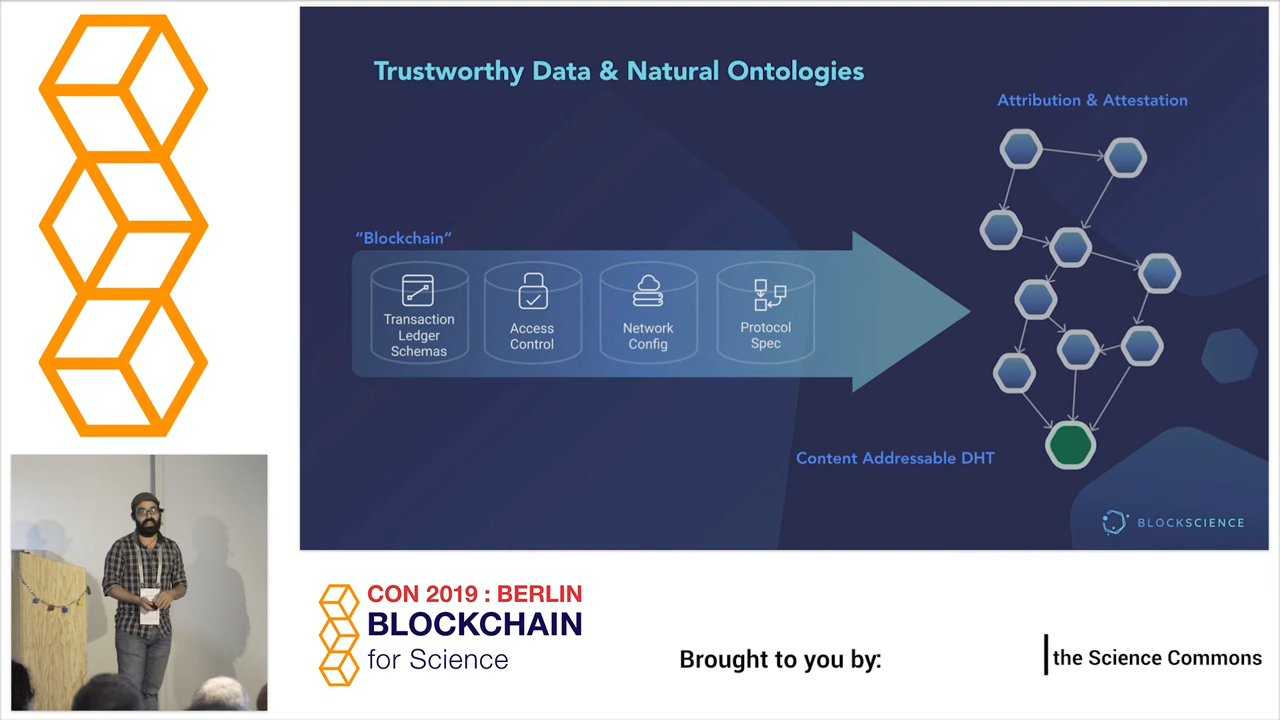 Trustworthy Data & Natural Ontologies
Attribution & Attestation
“Blockchain”
Transaction
Ledger
Schemas
Access
Control
Network
Config
Protocol
Spec
Content Addressable DHT
BLOCKSCIENCE
CON 2019 : BERLIN
BLOCKCHAIN
for Science
Brought to you by:
the Science Commons